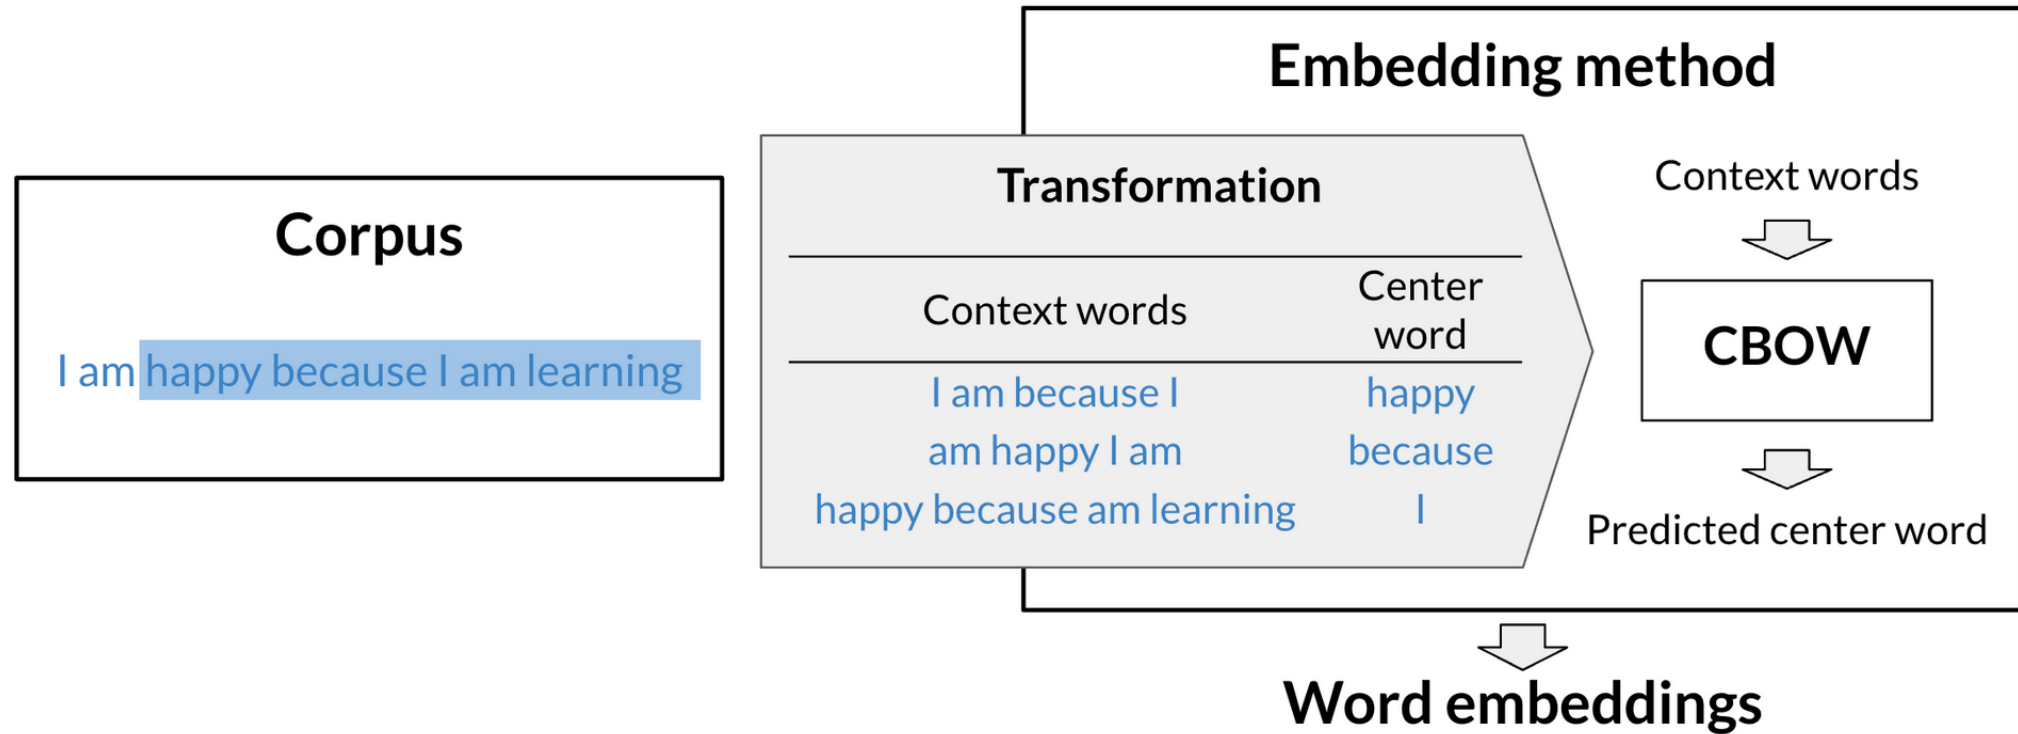 Corpus
I am happy because I am learning
Transformation
Context words
Center
word
I am because I happy
am happy I am because
happy because am learning I
Embedding method
Context words
CBOW
Predicted center word
Word embeddings